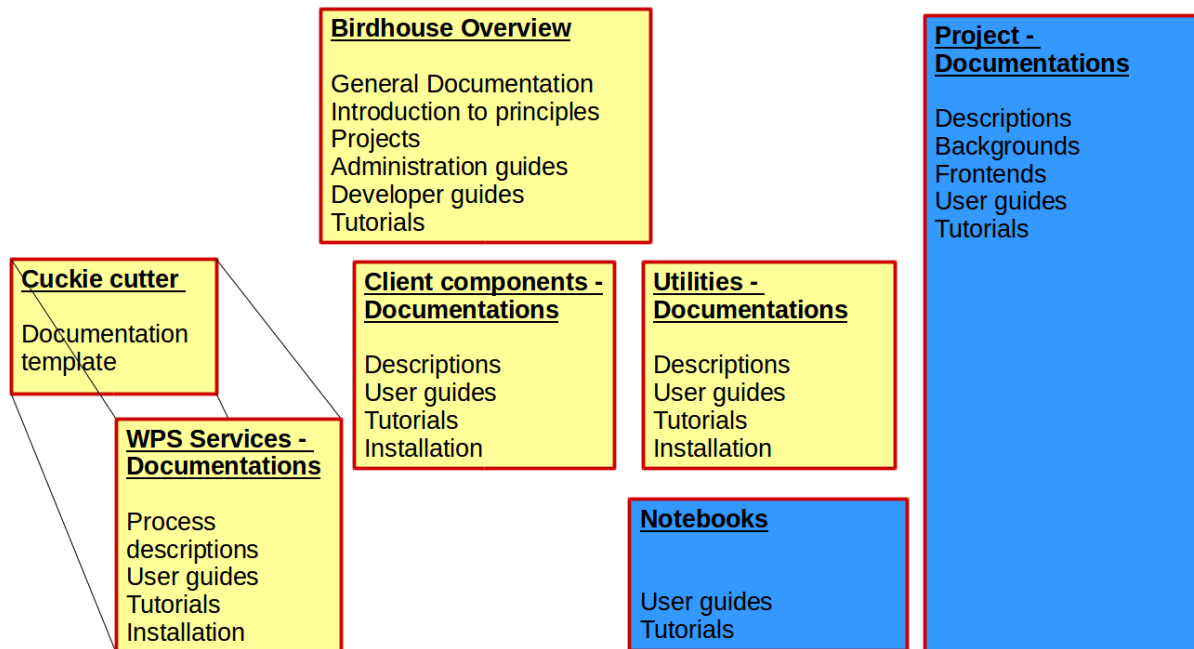 Birdhouse Overview
General Documentation
Introduction to principles
Projects
Administration guides
Developer guides
Tutorials
Project -
Documentations
Descriptions
Backgrounds
Frontends
User guides
Tutorials
Cuckie cutter
Documentation
template
Client components -
Documentations
Descriptions
User guides
Tutorials
Installation
Utilities -
Documentations
Descriptions
User guides
Tutorials
Installation
WPS Services -
Documentations
Process
descriptions
User guides
Tutorials
Installation
Notebooks
User guides
Tutorials